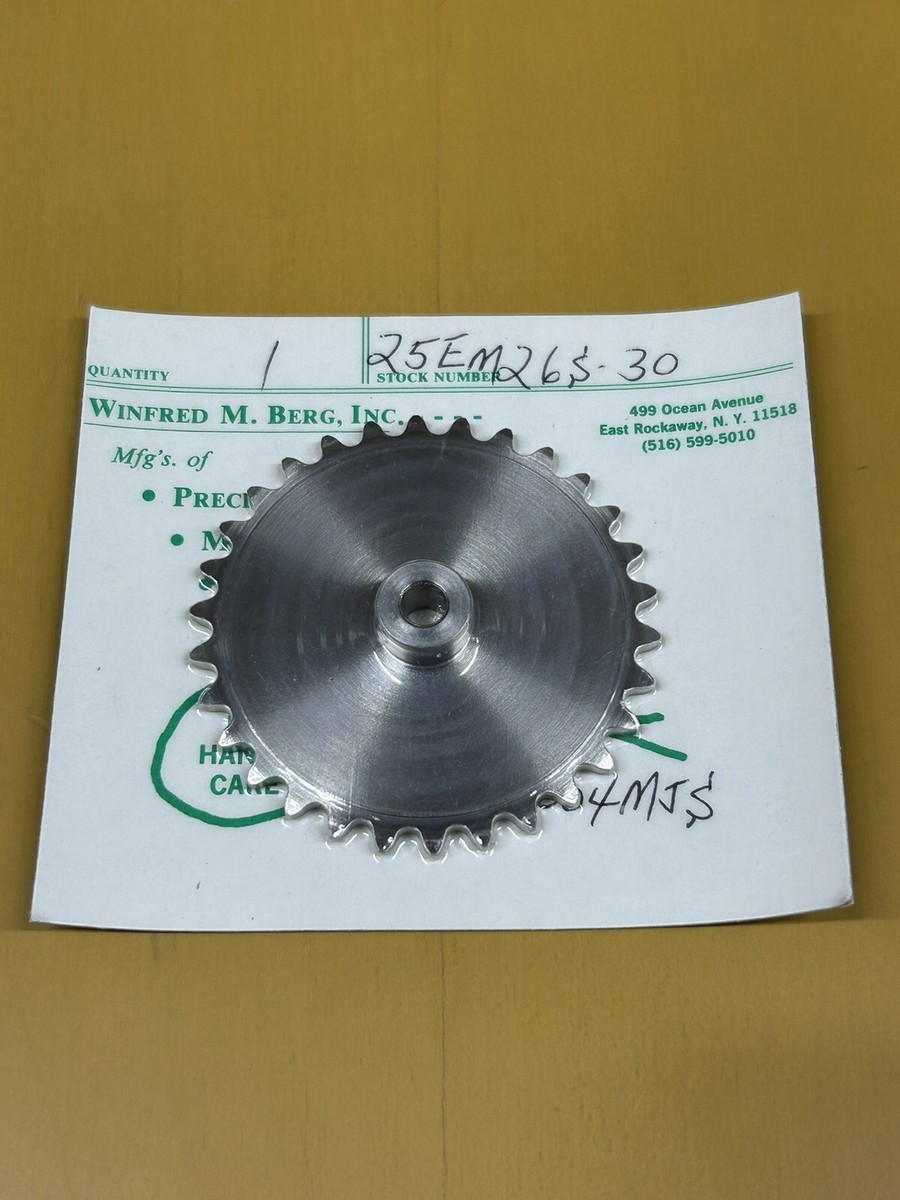 QUANTITY 1
STOCK NUMBER 25EM26S-30
WINFRED M. BERG, INC. - - - -
499 Ocean Avenue
East Rockaway, N. Y. 11518
(516) 599-5010
Mfg's. of
• PREC
• M
HAN
CARE
4MJS